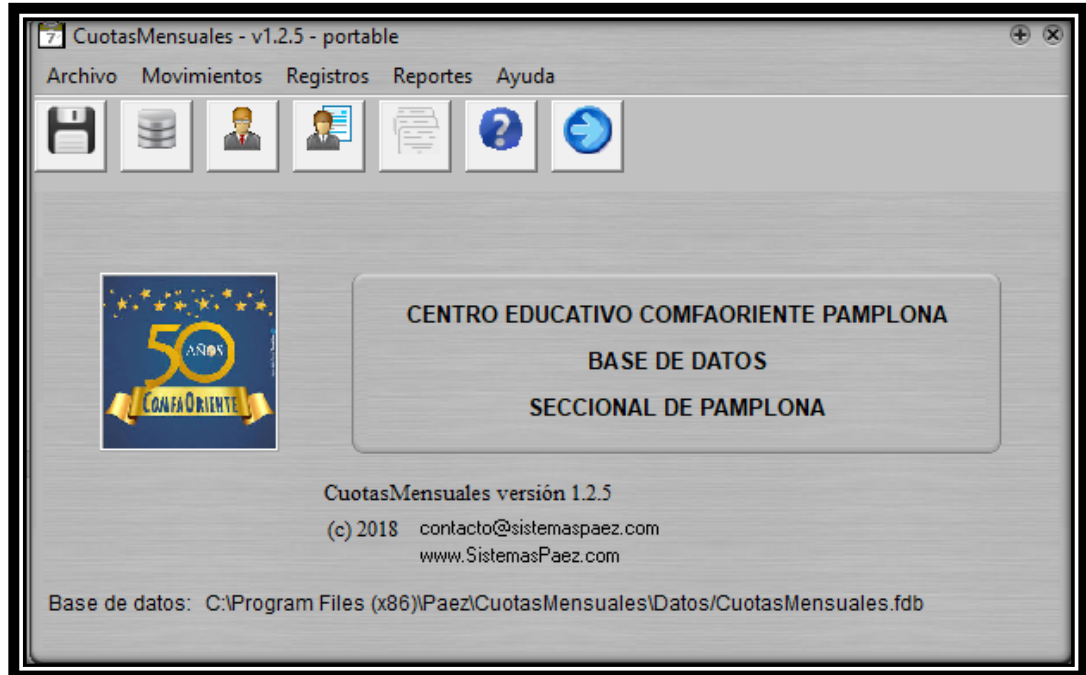 7 CuotasMensuales - v1.2.5 - portable
Archivo Movimientos Registros Reportes Ayuda
?
CENTRO EDUCATIVO COMFAORIENTE PAMPLONA
BASE DE DATOS
SECCIONAL DE PAMPLONA
50
AÑOS
COMFAORIENTE
CuotasMensuales versión 1.2.5
(c) 2018 contacto@sistemaspaez.com
www.SistemasPaez.com
Base de datos: C:\Program Files (x86)\Paez\CuotasMensuales\Datos/CuotasMensuales.fdb